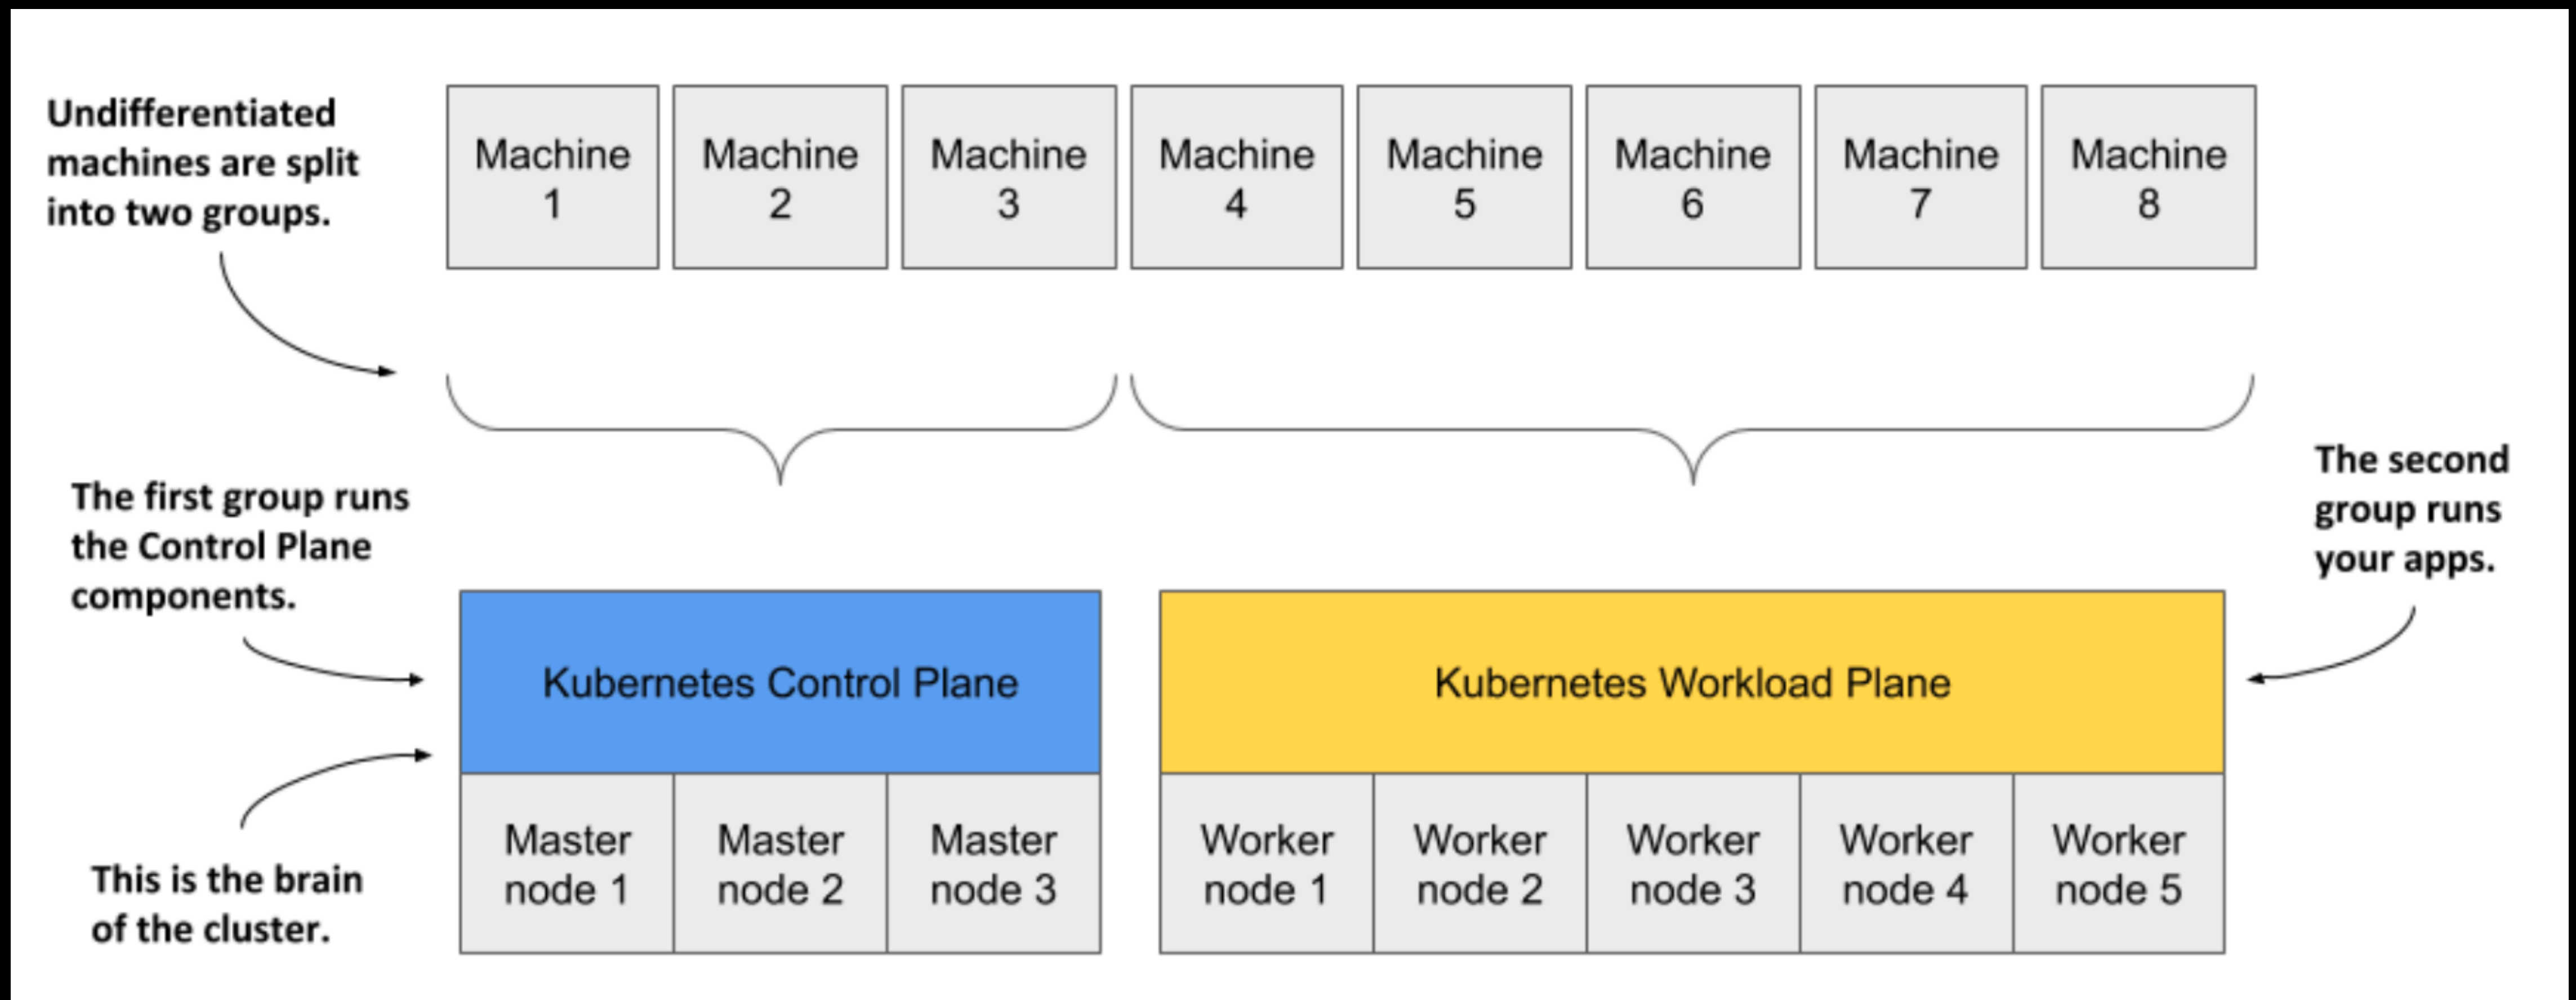 Undifferentiated
machines are split
into two groups.
Machine
1
Machine
2
Machine
3
Machine
4
Machine
5
Machine
6
Machine
7
Machine
8
The first group runs
the Control Plane
components.
The second
group runs
your apps.
Kubernetes Control Plane
Kubernetes Workload Plane
This is the brain
of the cluster.
Master
node 1
Master
node 2
Master
node 3
Worker
node 1
Worker
node 2
Worker
node 3
Worker
node 4
Worker
node 5